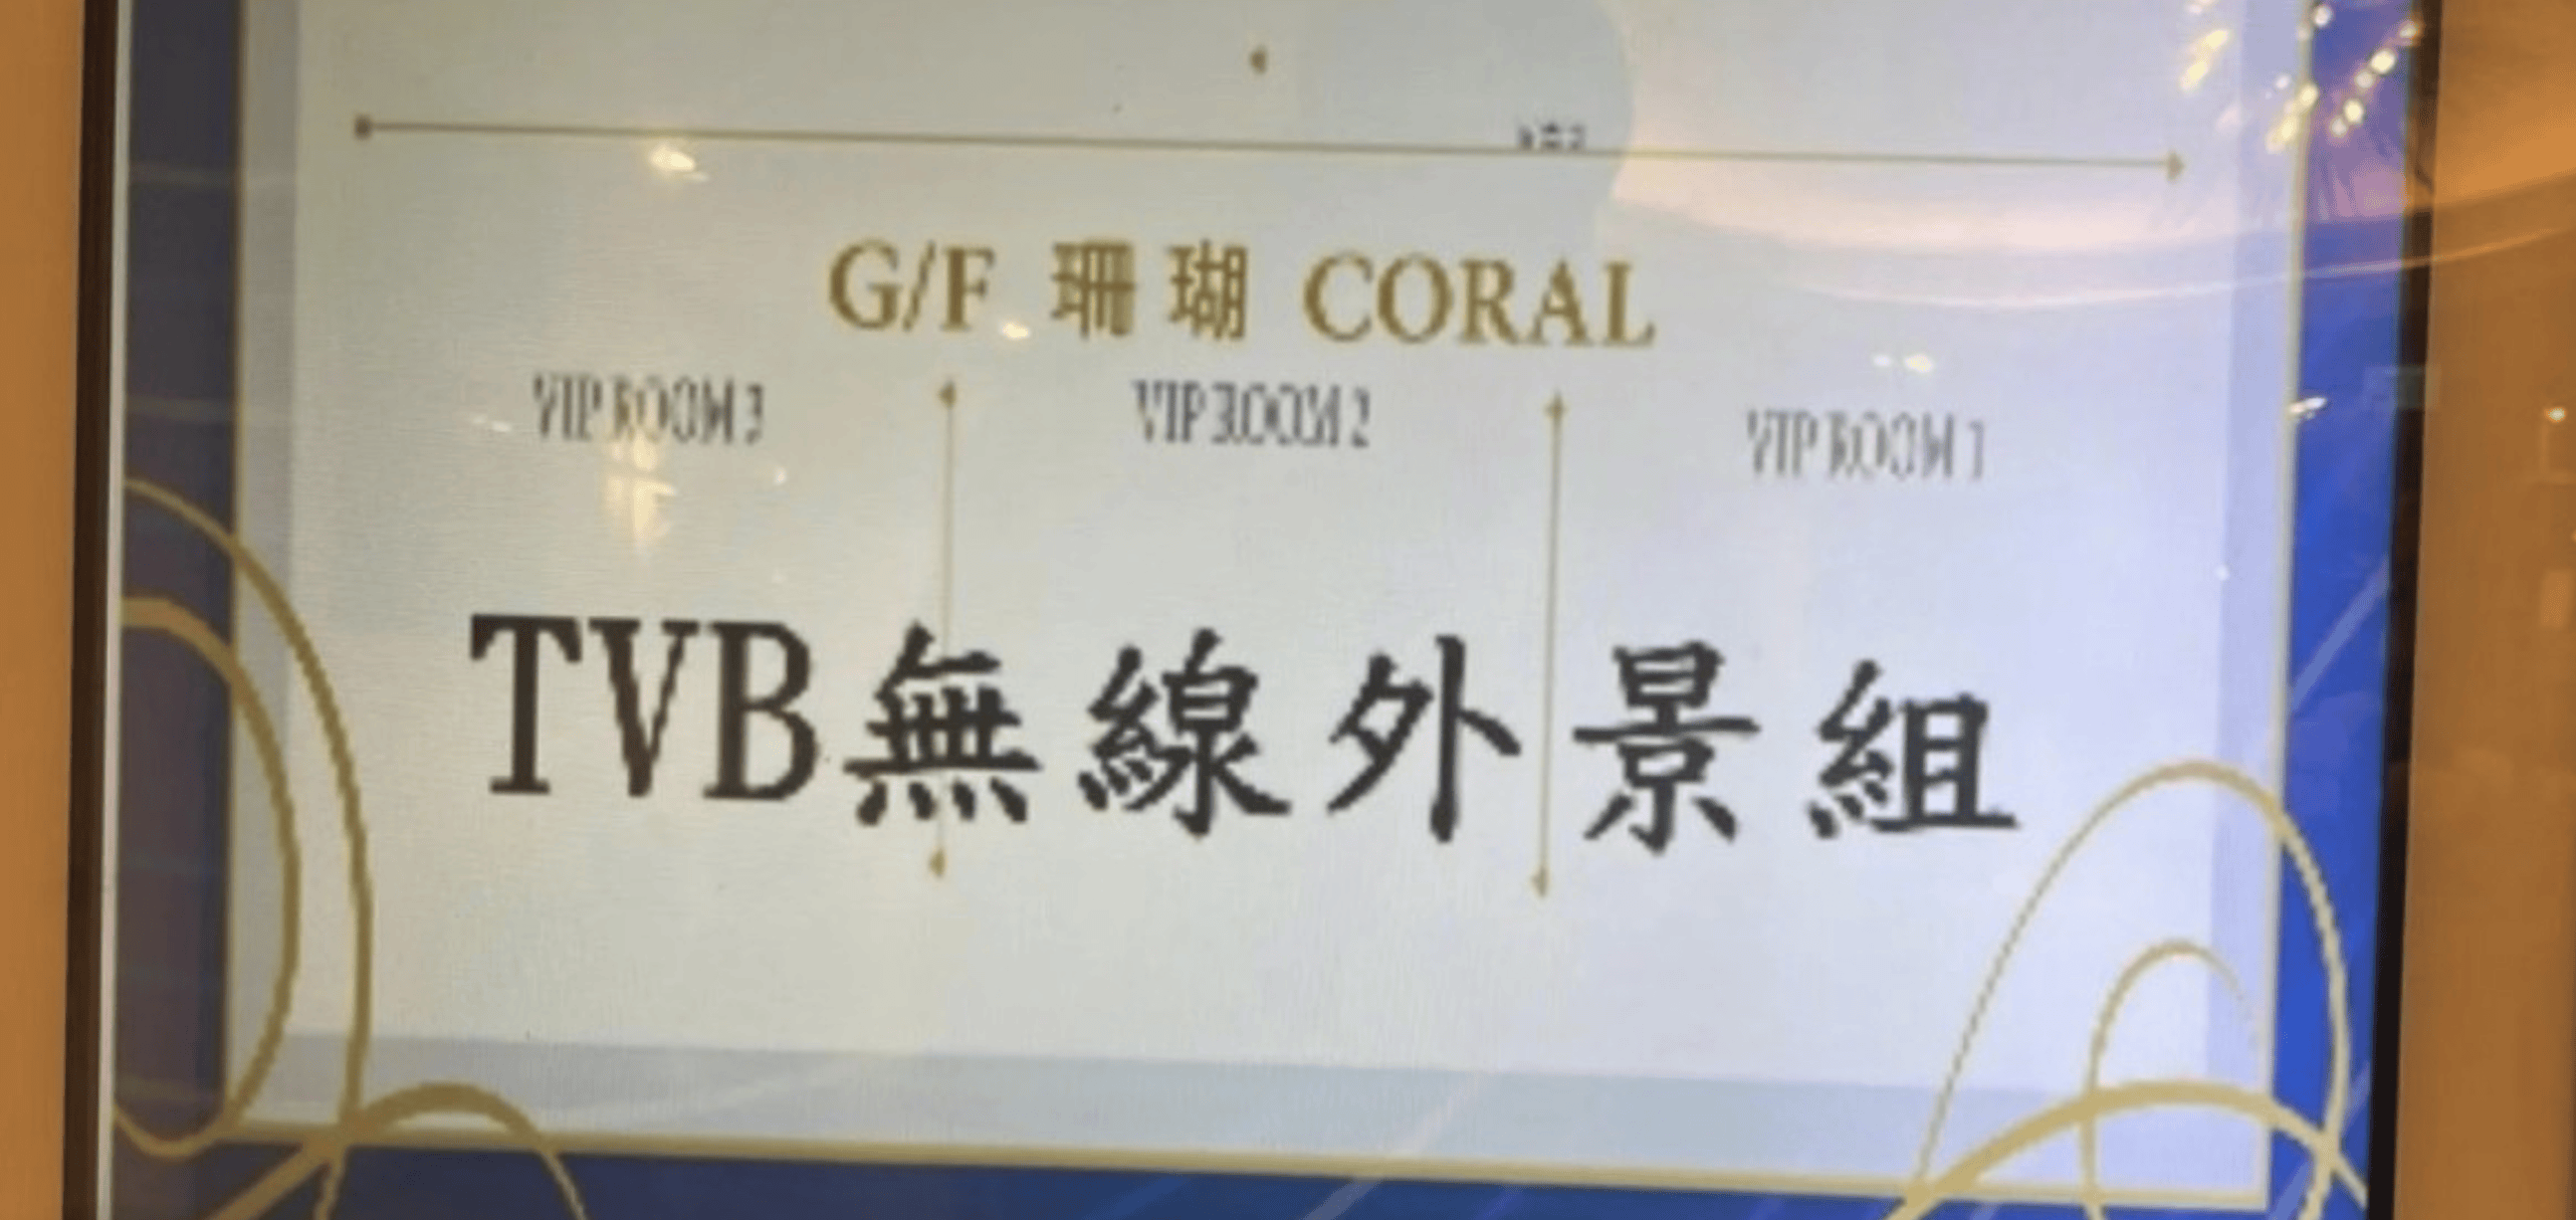 G/F 珊瑚 CORAL
VIP ROOM 3 VIP ROOM 2 VIP ROOM 1
TVB無線外景組